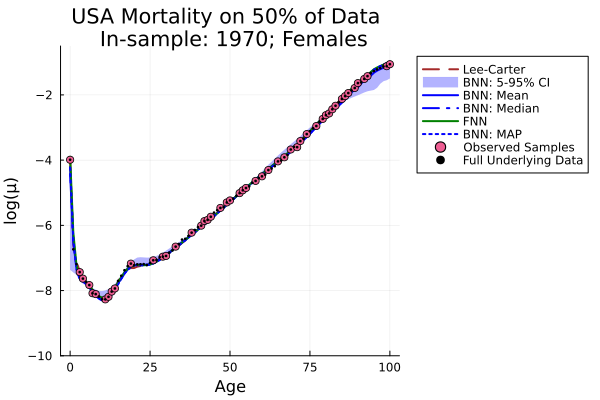 USA Mortality on 50% of Data
In-sample: 1970; Females
log(μ)
−2
−4
−6
−8
−10
0
25
50
75
100
Age
Lee-Carter
BNN: 5-95% CI
BNN: Mean
BNN: Median
FNN
BNN: MAP
Observed Samples
Full Underlying Data